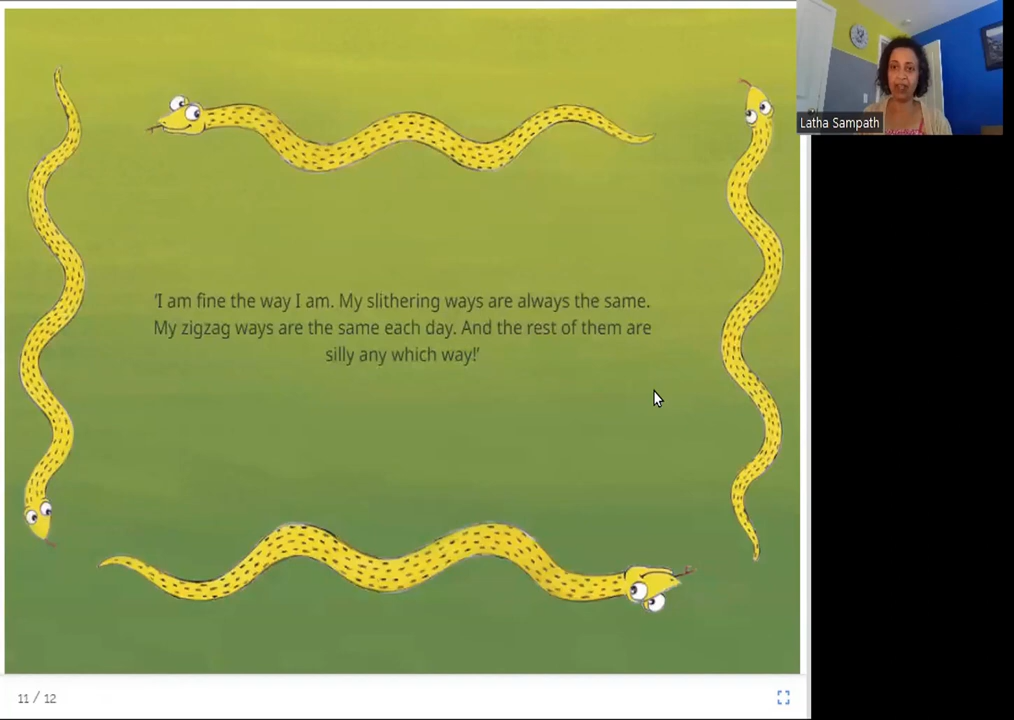 Latha Sampath
'I am fine the way I am. My slithering ways are always the same.
My zigzag ways are the same each day. And the rest of them are
silly any which way!'
11 / 12